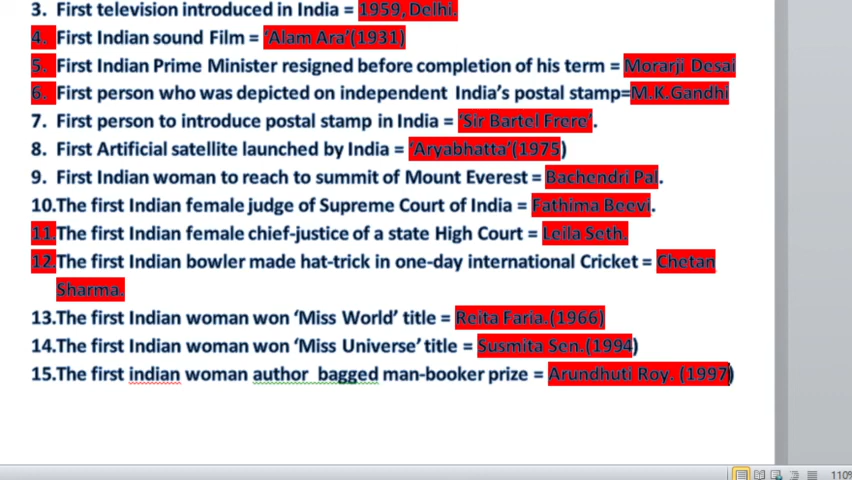 3. First television introduced in India = 1959, Delhi.
4. First Indian sound Film = ‘Alam Ara’(1931)
5. First Indian Prime Minister resigned before completion of his term = Morarji Desai
6. First person who was depicted on independent India’s postal stamp=M.K.Gandhi
7. First person to introduce postal stamp in India = ‘Sir Bartel Frere’.
8. First Artificial satellite launched by India = ‘Aryabhatta’(1975)
9. First Indian woman to reach to summit of Mount Everest = Bachendri Pal.
10.The first Indian female judge of Supreme Court of India = Fathima Beevi.
11.The first Indian female chief-justice of a state High Court = Leila Seth.
12.The first Indian bowler made hat-trick in one-day international Cricket = Chetan
Sharma.
13.The first Indian woman won ‘Miss World’ title = Reita Faria.(1966)
14.The first Indian woman won ‘Miss Universe’ title = Susmita Sen.(1994)
15.The first indian woman author bagged man-booker prize = Arundhuti Roy. (1997)
110%